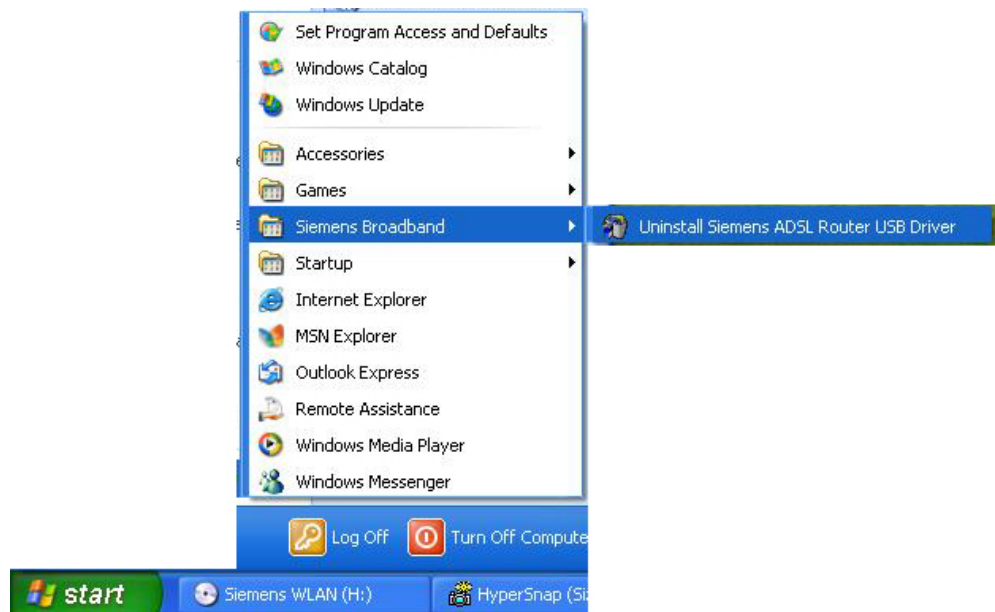 Set Program Access and Defaults
Windows Catalog
Windows Update
Accessories
Games
Siemens Broadband
Uninstall Siemens ADSL Router USB Driver
Startup
Internet Explorer
MSN Explorer
Outlook Express
Remote Assistance
Windows Media Player
Windows Messenger
Log Off Turn Off Compute
start Siemens WLAN (H:) HyperSnap (Si